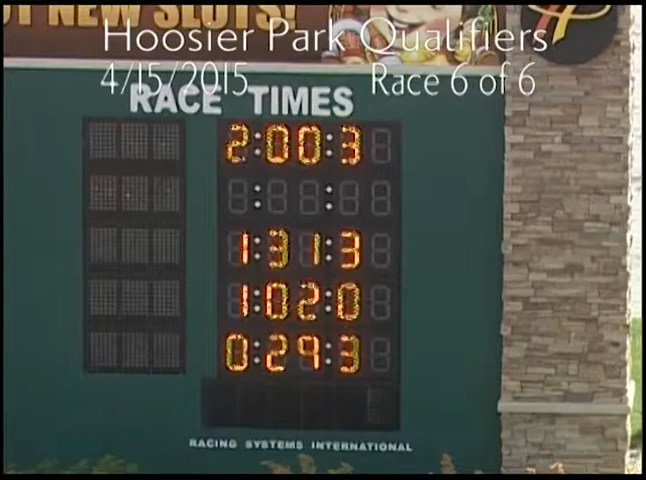 NEW SLOTS!
Hoosier Park Qualifiers
4/15/2015 Race 6 of 6
RACE TIMES
2:00:3
1:31:3
1:02:0
0:29:3
RACING SYSTEMS INTERNATIONAL